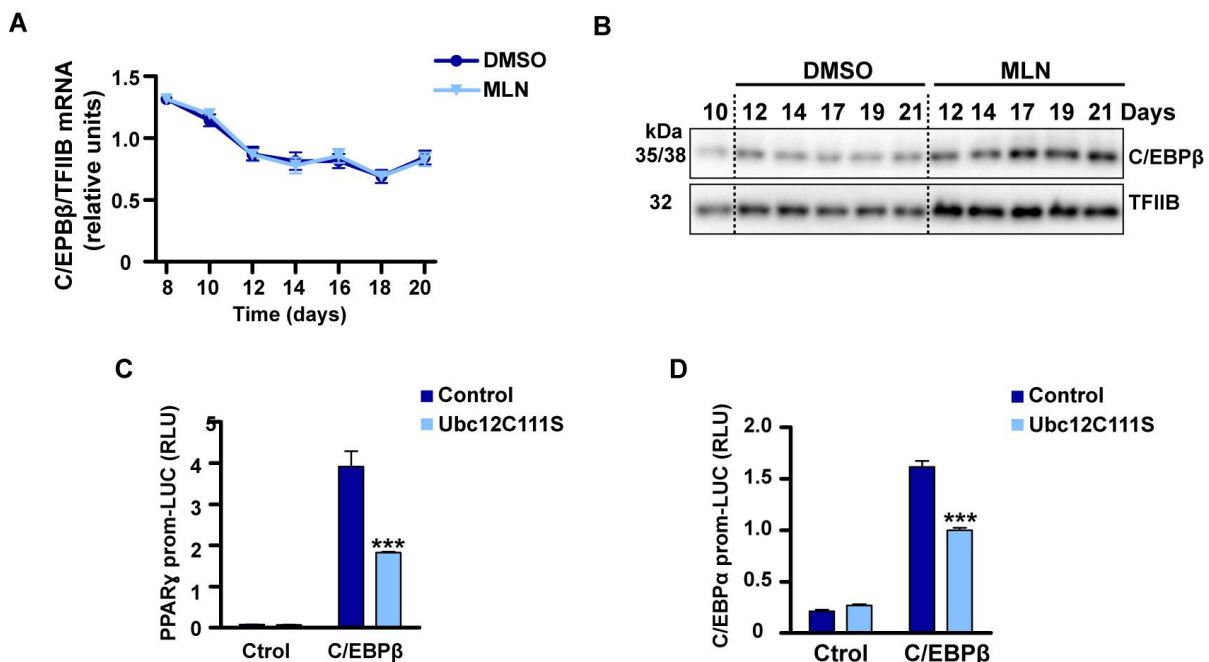 A
C/EPBβ/TFIIB mRNA
(relative units)
1.5
1.0
0.5
0
8 10 12 14 16 18 20
Time (days)
DMSO
MLN
B
DMSO MLN
10 12 14 17 19 21 12 14 17 19 21 Days
kDa
35/38 C/EBPβ
32 TFIIB
C
PPARγ prom-LUC (RLU)
5
4
3
2
1
0
***
Ctrol C/EBPβ
Control
Ubc12C111S
D
C/EBPα prom-LUC (RLU)
2.0
1.5
1.0
0.5
0
***
Ctrol C/EBPβ
Control
Ubc12C111S